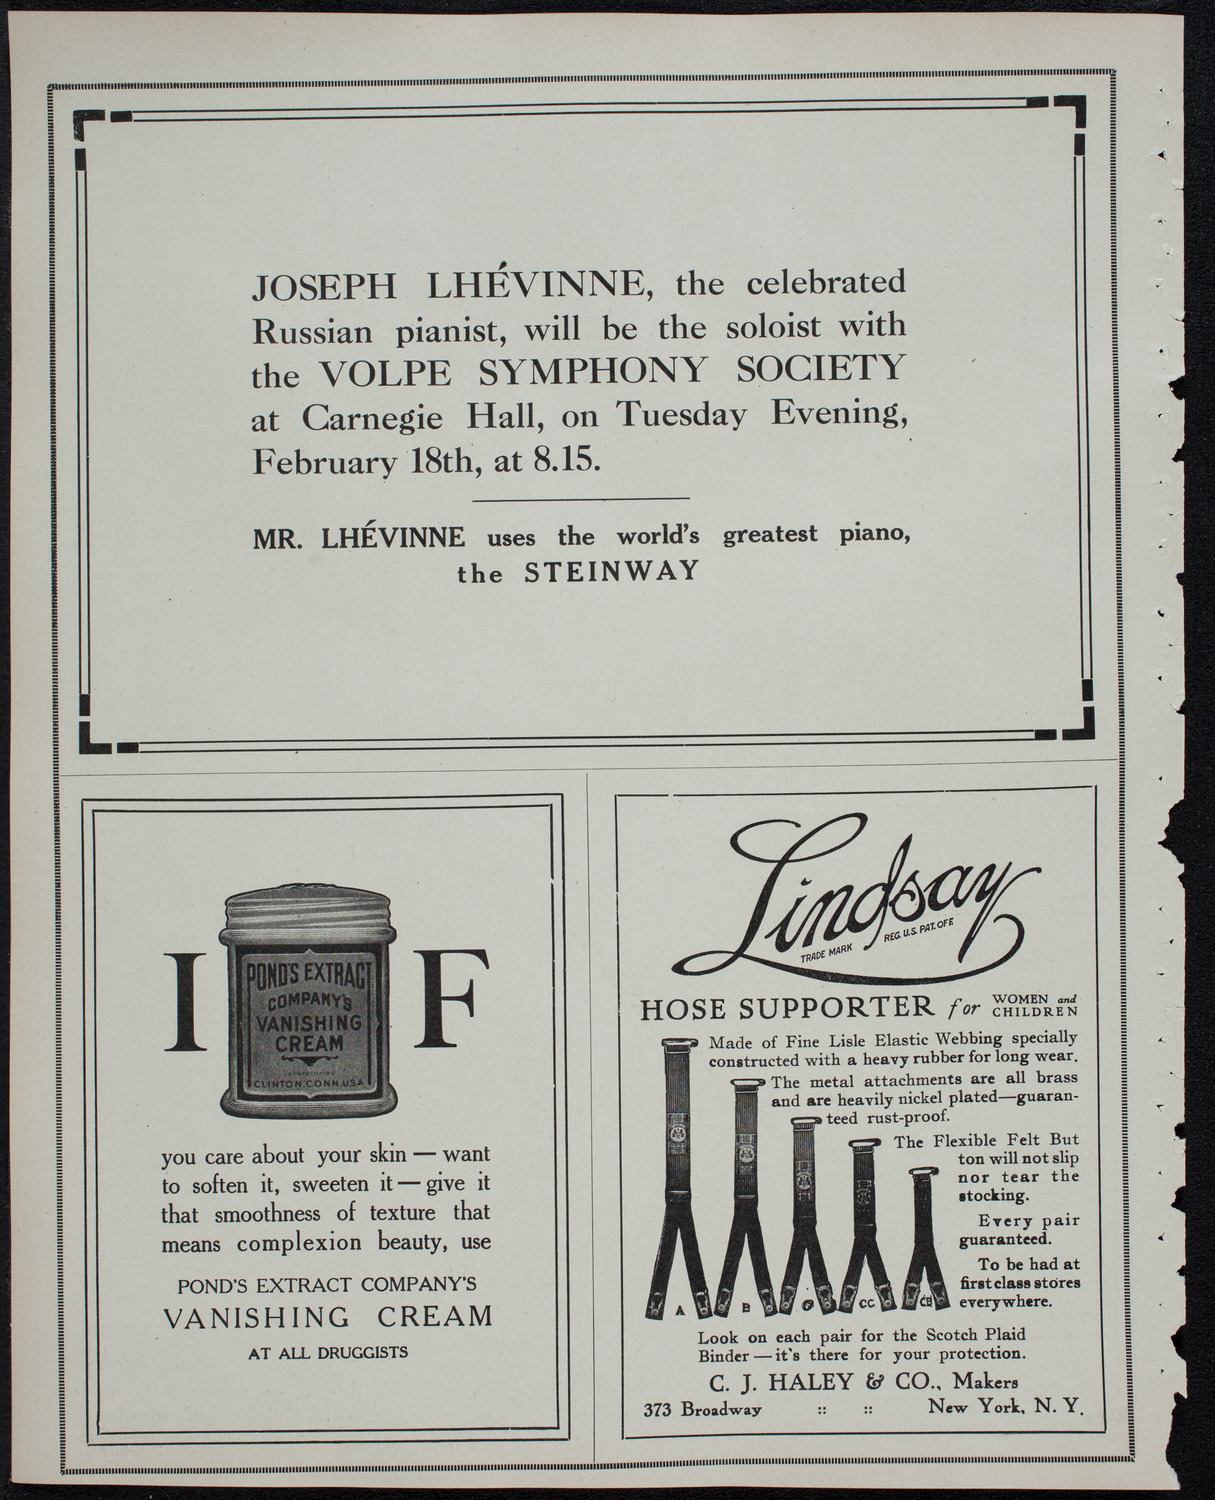 JOSEPH LHÉVINNE, the celebrated
Russian pianist, will be the soloist with
the VOLPE SYMPHONY SOCIETY
at Carnegie Hall, on Tuesday Evening,
February 18th, at 8.15.
MR. LHÉVINNE uses the world's greatest piano,
the STEINWAY
I F
POND'S EXTRACT
COMPANY'S
VANISHING
CREAM
Laboratories
CLINTON, CONN. USA
you care about your skin — want
to soften it, sweeten it — give it
that smoothness of texture that
means complexion beauty, use
POND'S EXTRACT COMPANY'S
VANISHING CREAM
AT ALL DRUGGISTS
Lindsay
TRADE MARK REG. U.S. PAT. OFF.
HOSE SUPPORTER for WOMEN and CHILDREN
Made of Fine Lisle Elastic Webbing specially
constructed with a heavy rubber for long wear.
The metal attachments are all brass
and are heavily nickel plated—guaran-
teed rust-proof.
The Flexible Felt But
ton will not slip
nor tear the
stocking.
Every pair
guaranteed.
To be had at
first class stores
everywhere.
A B C CC CB
Look on each pair for the Scotch Plaid
Binder — it's there for your protection.
C. J. HALEY & CO., Makers
373 Broadway :: :: New York, N. Y.